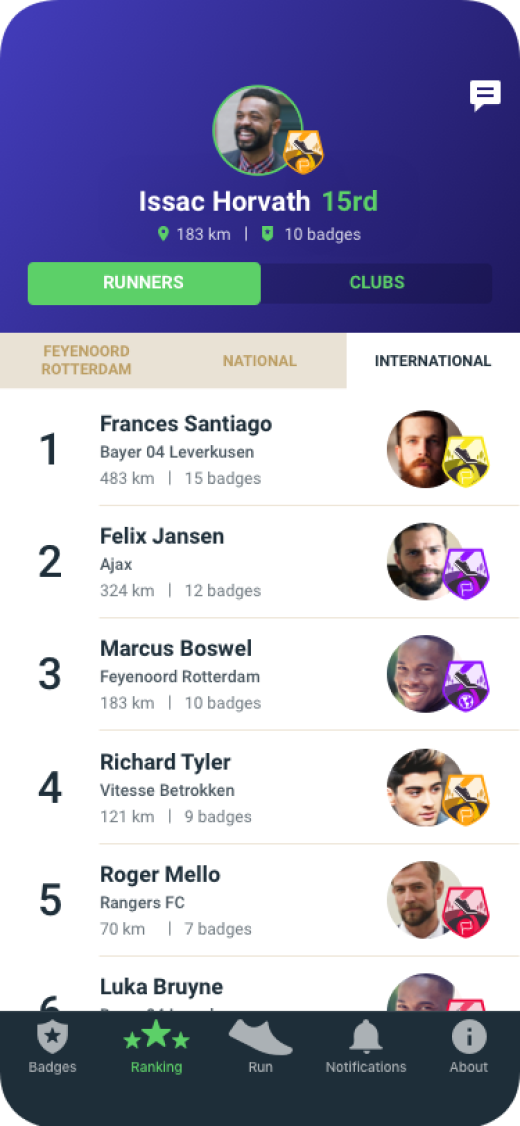 Issac Horvath 15rd
183 km | 10 badges
RUNNERS
CLUBS
FEYENOORD
ROTTERDAM
NATIONAL
INTERNATIONAL
1
Frances Santiago
Bayer 04 Leverkusen
483 km | 15 badges
2
Felix Jansen
Ajax
324 km | 12 badges
3
Marcus Boswel
Feyenoord Rotterdam
183 km | 10 badges
4
Richard Tyler
Vitesse Betrokken
121 km | 9 badges
5
Roger Mello
Rangers FC
70 km | 7 badges
6
Luka Bruyne
Badges
Ranking
Run
Notifications
About